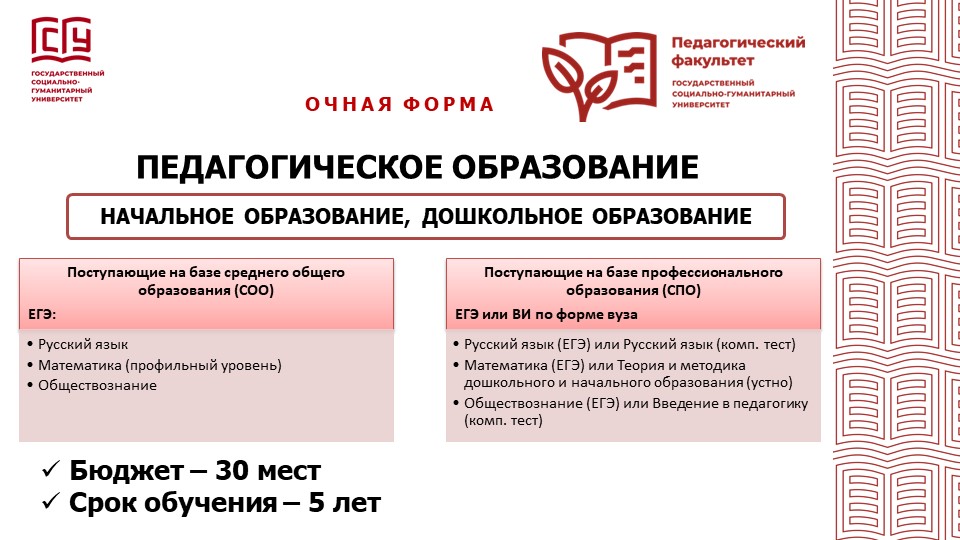 СГУ
ГОСУДАРСТВЕННЫЙ
СОЦИАЛЬНО-
ГУМАНИТАРНЫЙ
УНИВЕРСИТЕТ
Педагогический
факультет
ГОСУДАРСТВЕННЫЙ
СОЦИАЛЬНО-ГУМАНИТАРНЫЙ
УНИВЕРСИТЕТ
ОЧНАЯ ФОРМА
ПЕДАГОГИЧЕСКОЕ ОБРАЗОВАНИЕ
НАЧАЛЬНОЕ ОБРАЗОВАНИЕ, ДОШКОЛЬНОЕ ОБРАЗОВАНИЕ
Поступающие на базе среднего общего
образования (СОО)
ЕГЭ:
• Русский язык
• Математика (профильный уровень)
• Обществознание
Поступающие на базе профессионального
образования (СПО)
ЕГЭ или ВИ по форме вуза
• Русский язык (ЕГЭ) или Русский язык (комп. тест)
• Математика (ЕГЭ) или Теория и методика
дошкольного и начального образования (устно)
• Обществознание (ЕГЭ) или Введение в педагогику
(комп. тест)
✓ Бюджет – 30 мест
✓ Срок обучения – 5 лет